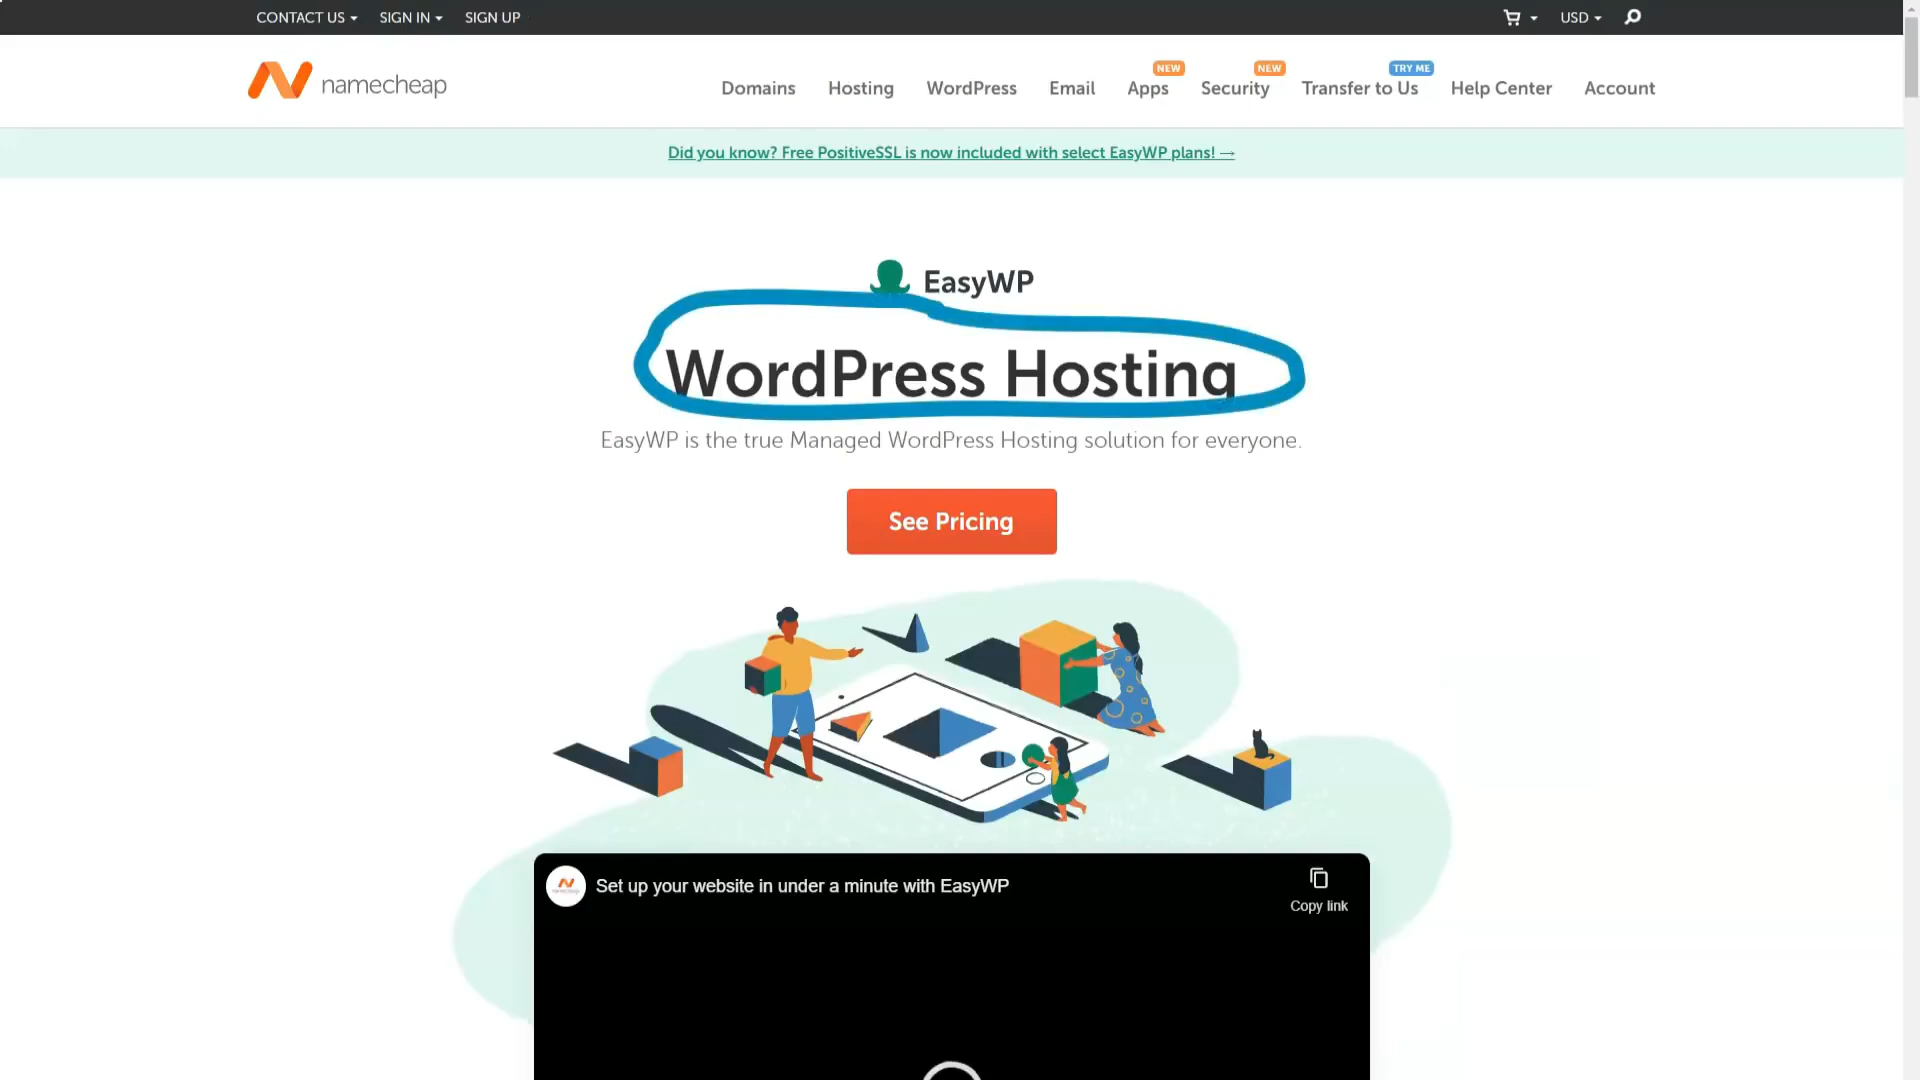 CONTACT US SIGN IN SIGN UP USD
namecheap
NEW NEW TRY ME
Domains Hosting WordPress Email Apps Security Transfer to Us Help Center Account
Did you know? Free PositiveSSL is now included with select EasyWP plans! →
EasyWP
WordPress Hosting
EasyWP is the true Managed WordPress Hosting solution for everyone.
See Pricing
Set up your website in under a minute with EasyWP
Copy link